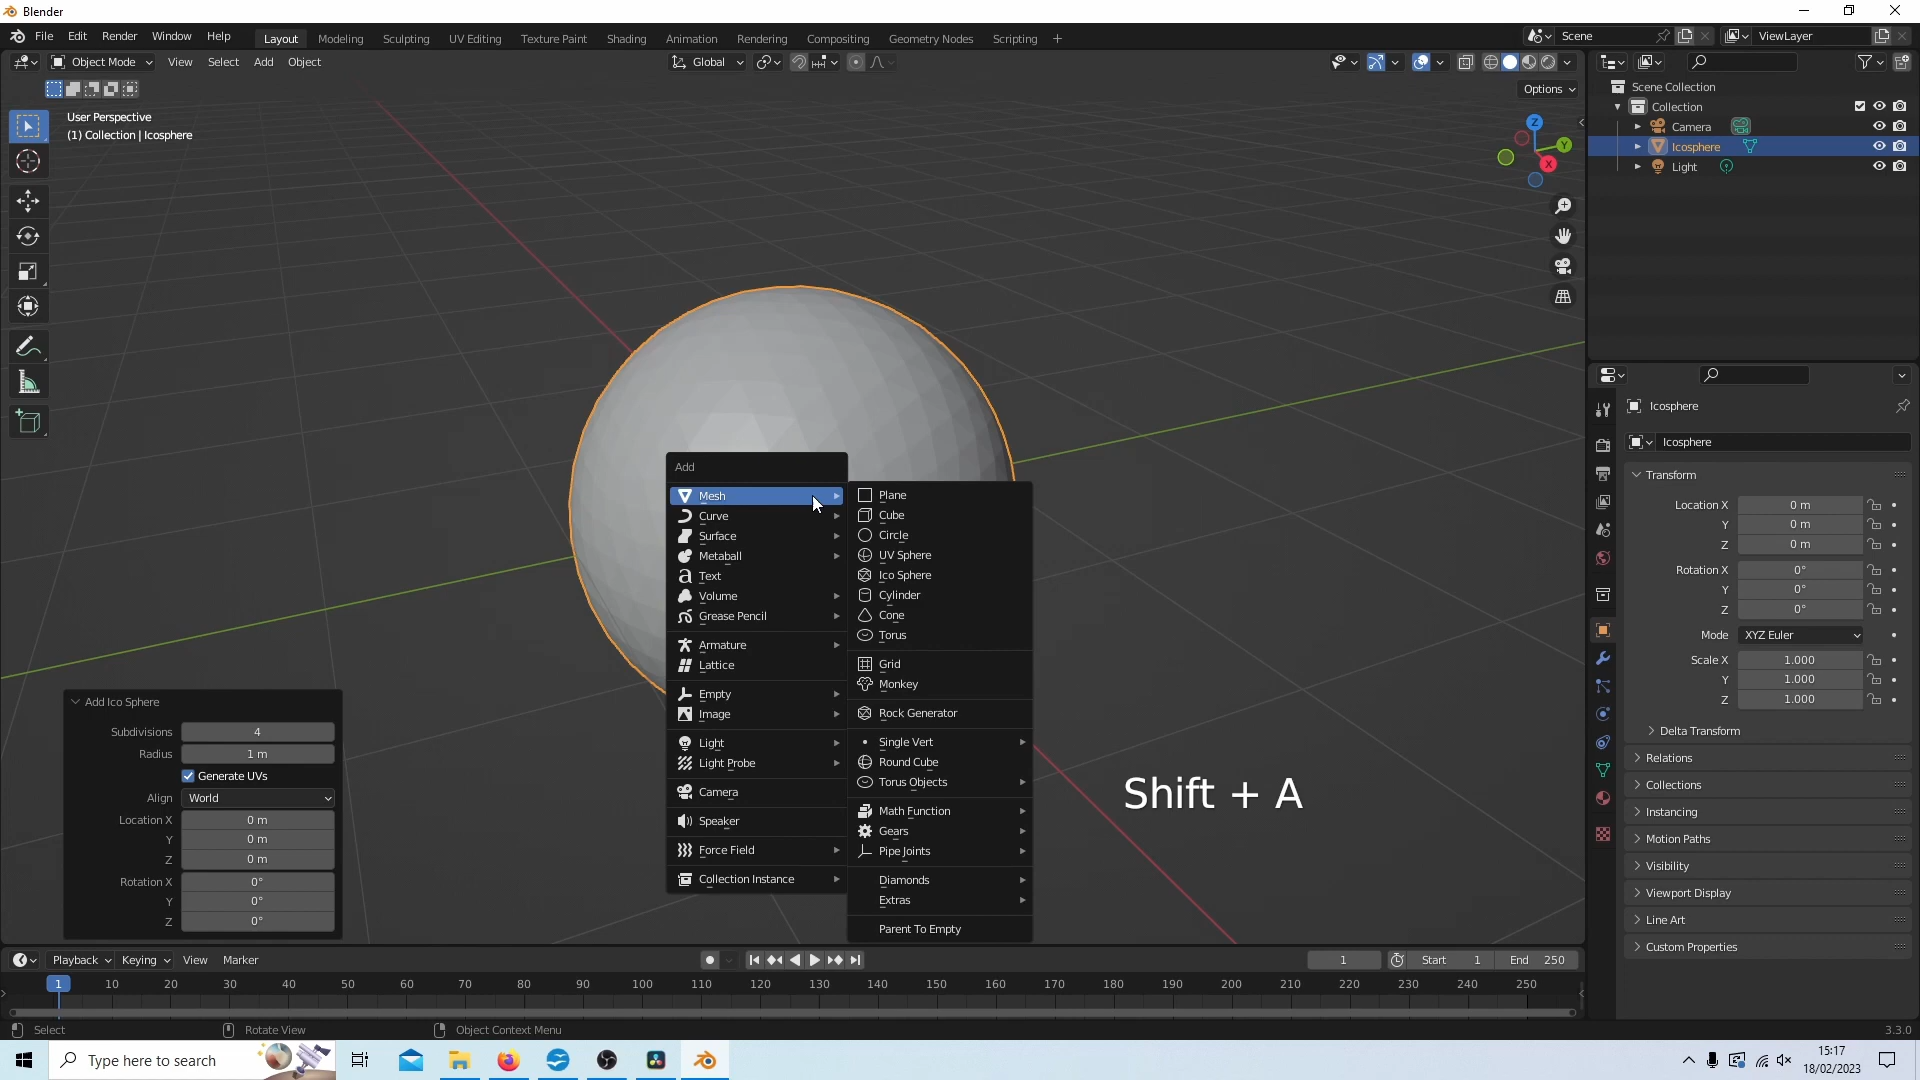 Blender
File Edit Render Window Help
Layout Modeling Sculpting UV Editing Texture Paint Shading Animation Rendering Compositing Geometry Nodes Scripting +
Scene
ViewLayer
Object Mode View Select Add Object
Global
Options
User Perspective
(1) Collection | Icosphere
Z
Y
X
Scene Collection
Collection
Camera
Icosphere
Light
Icosphere
Icosphere
Transform
Location X 0 m
Y 0 m
Z 0 m
Rotation X 0°
Y 0°
Z 0°
Mode XYZ Euler
Scale X 1.000
Y 1.000
Z 1.000
Delta Transform
Relations
Collections
Instancing
Motion Paths
Visibility
Viewport Display
Line Art
Custom Properties
Add
Mesh
Curve
Surface
Metaball
Text
Volume
Grease Pencil
Armature
Lattice
Empty
Image
Light
Light Probe
Camera
Speaker
Force Field
Collection Instance
Plane
Cube
Circle
UV Sphere
Ico Sphere
Cylinder
Cone
Torus
Grid
Monkey
Rock Generator
Single Vert
Round Cube
Torus Objects
Math Function
Gears
Pipe Joints
Diamonds
Extras
Parent To Empty
Shift + A
Add Ico Sphere
Subdivisions 4
Radius 1 m
Generate UVs
Align World
Location X 0 m
Y 0 m
Z 0 m
Rotation X 0°
Y 0°
Z 0°
Playback Keying View Marker
1
Start 1
End 250
1 10 20 30 40 50 60 70 80 90 100 110 120 130 140 150 160 170 180 190 200 210 220 230 240 250
Select
Rotate View
Object Context Menu
3.3.0
Type here to search
15:17
18/02/2023